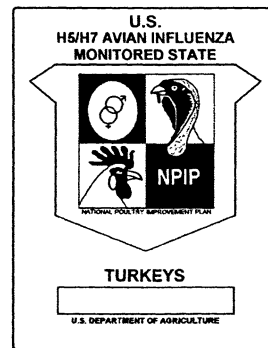 U.S.
H5/H7 AVIAN INFLUENZA
MONITORED STATE
NPIP
NATIONAL POULTRY IMPROVEMENT PLAN
TURKEYS
U.S. DEPARTMENT OF AGRICULTURE